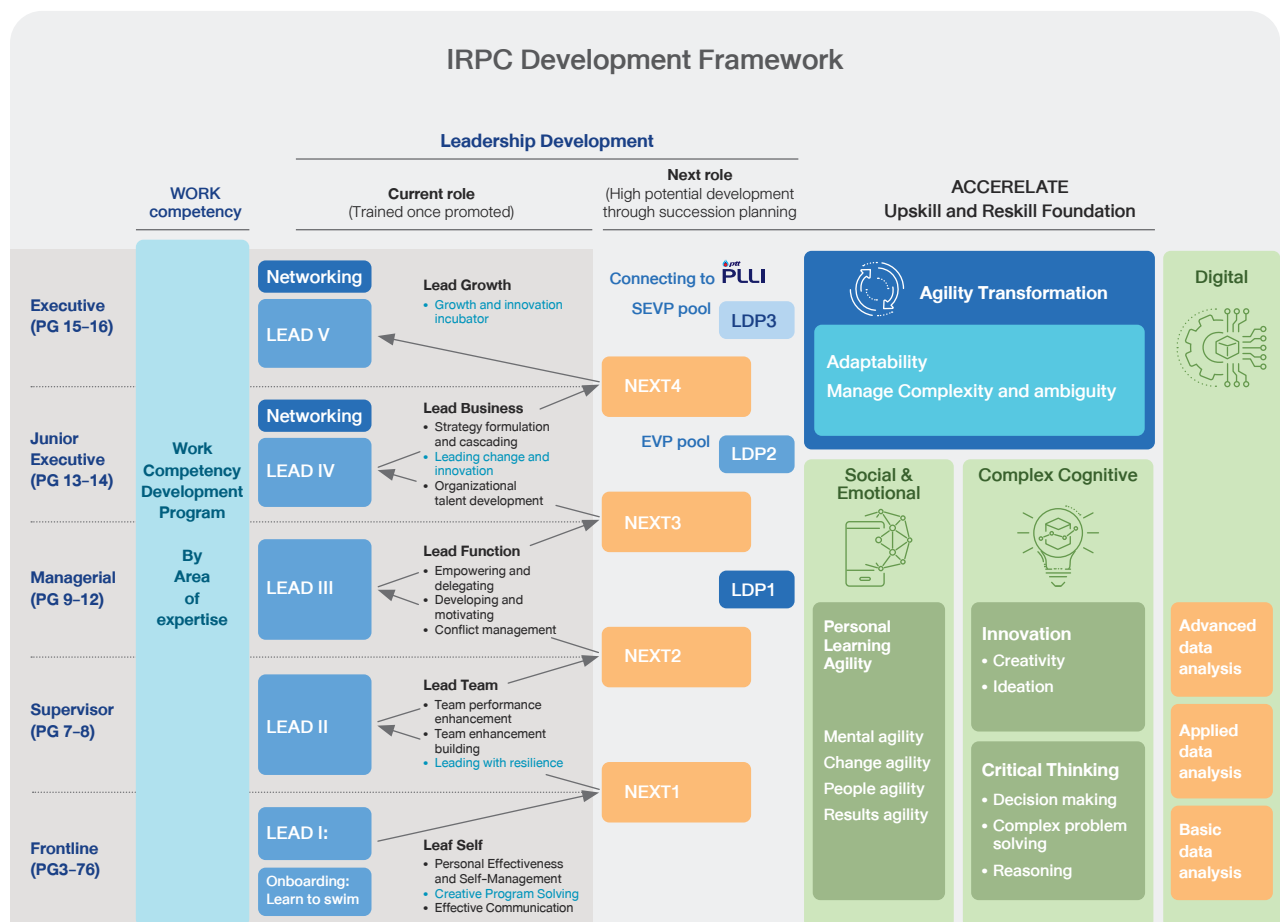 IRPC Development Framework
Leadership Development
WORK
competency
Current role
(Trained once promoted)
Next role
(High potential development
through succession planning
ACCERELATE
Upskill and Reskill Foundation
Executive
(PG 15–16)
Junior
Executive
(PG 13–14)
Managerial
(PG 9–12)
Supervisor
(PG 7–8)
Frontline
(PG3–76)
Work
Competency
Development
Program
By
Area
of
expertise
Networking
LEAD V
Networking
LEAD IV
LEAD III
LEAD II
LEAD I:
Onboarding:
Learn to swim
Lead Growth
• Growth and innovation
incubator
Lead Business
• Strategy formulation
and cascading
• Leading change and
innovation
• Organizational
talent development
Lead Function
• Empowering and
delegating
• Developing and
motivating
• Conflict management
Lead Team
• Team performance
enhancement
• Team enhancement
building
• Leading with resilience
Leaf Self
• Personal Effectiveness
and Self-Management
• Creative Program Solving
• Effective Communication
Connecting to
ptt
PLLI
SEVP pool
LDP3
NEXT4
EVP pool
LDP2
NEXT3
LDP1
NEXT2
NEXT1
Agility Transformation
Adaptability
Manage Complexity and ambiguity
Social &
Emotional
Personal
Learning
Agility
Mental agility
Change agility
People agility
Results agility
Complex Cognitive
Innovation
• Creativity
• Ideation
Critical Thinking
• Decision making
• Complex problem
solving
• Reasoning
Digital
Advanced
data
analysis
Applied
data
analysis
Basic
data
analysis